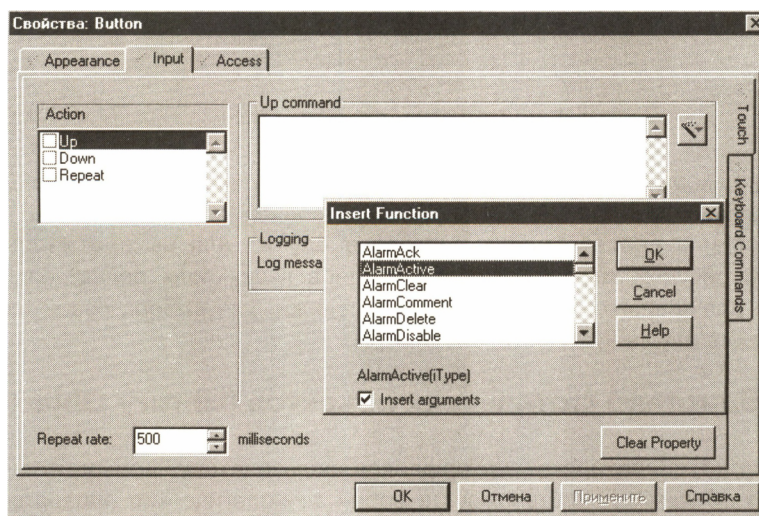 Свойства: Button
Appearance Input Access
Action
Up
Down
Repeat
Up command
Touch
Keyboard Commands
Logging
Log messa
Insert Function
AlarmAck
AlarmActive
AlarmClear
AlarmComment
AlarmDelete
AlarmDisable
OK
Cancel
Help
AlarmActive(iType)
Insert arguments
Repeat rate: 500 milliseconds
Clear Property
OK Отмена Применить Справка